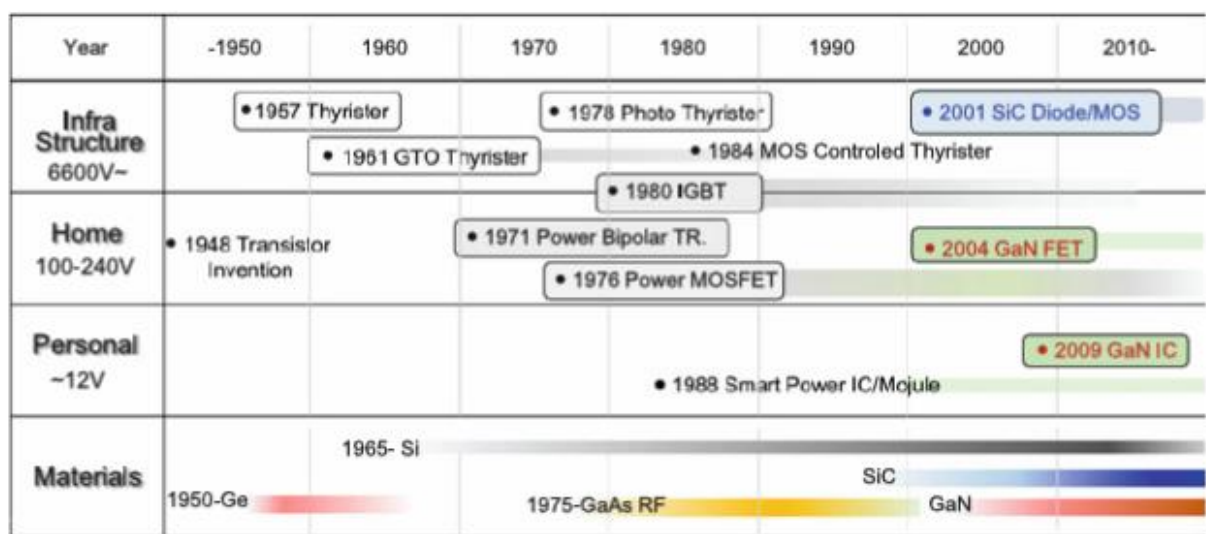 Year -1950 1960 1970 1980 1990 2000 2010-
Infra
Structure
6600V~
• 1957 Thyrister
• 1978 Photo Thyrister
• 2001 SiC Diode/MOS
• 1961 GTO Thyrister
• 1984 MOS Controled Thyrister
• 1980 IGBT
Home
100-240V
• 1948 Transistor
Invention
• 1971 Power Bipolar TR.
• 2004 GaN FET
• 1976 Power MOSFET
Personal
~12V
• 2009 GaN IC
• 1988 Smart Power IC/Mojule
Materials
1965- Si
SiC
1950-Ge
1975-GaAs RF
GaN